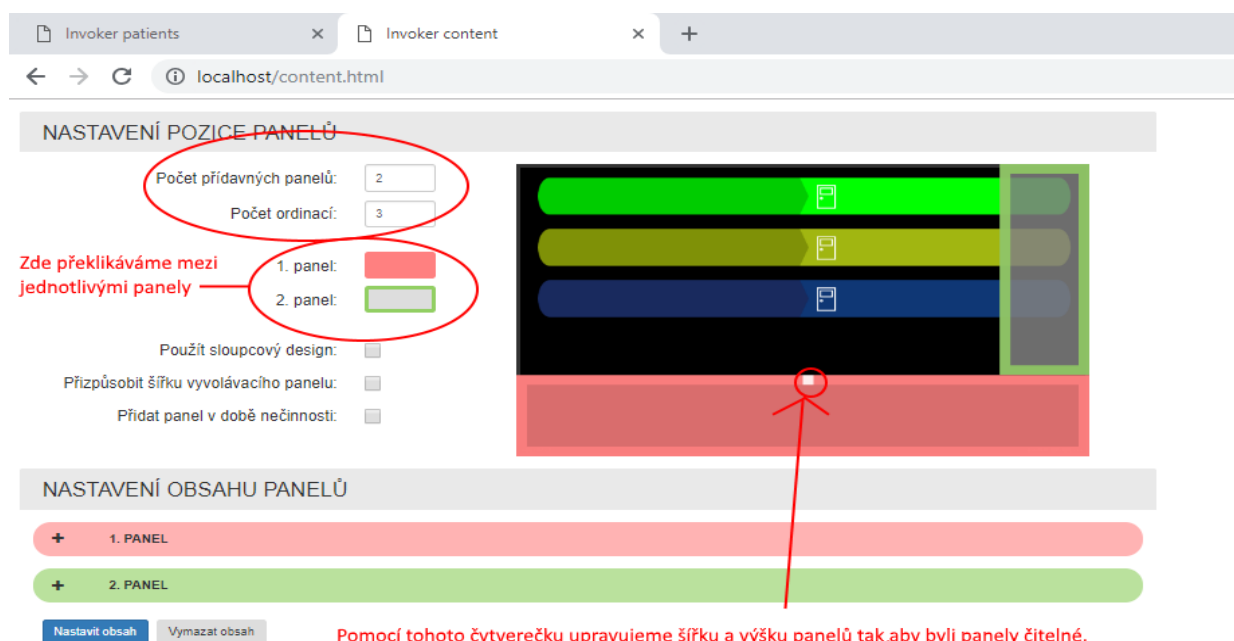 Invoker patients
Invoker content
localhost/content.html
NASTAVENÍ POZICE PANELŮ
Počet přídavných panelů: 2
Počet ordinací: 3
Zde překlikáváme mezi
jednotlivými panely
1. panel:
2. panel:
Použít sloupcový design:
Přizpůsobit šířku vyvolávacího panelu:
Přidat panel v době nečinnosti:
NASTAVENÍ OBSAHU PANELŮ
+ 1. PANEL
+ 2. PANEL
Nastavit obsah Vymazat obsah
Pomocí tohoto čytverečku upravujeme šířku a výšku panelů tak,aby byli panely čitelné.